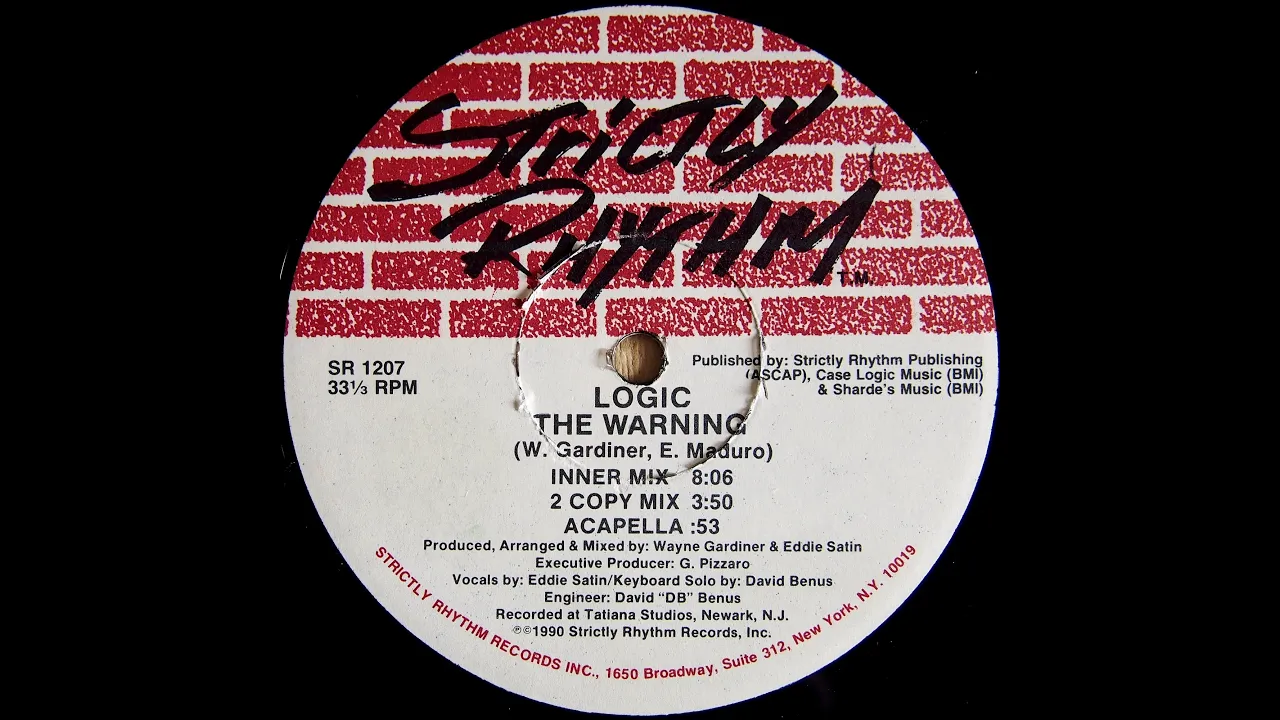 Strictly
Rhythm
T.M.
SR 1207
33⅓ RPM
Published by: Strictly Rhythm Publishing
(ASCAP), Case Logic Music (BMI)
& Sharde's Music (BMI)
LOGIC
THE WARNING
(W. Gardiner, E. Maduro)
INNER MIX 8:06
2 COPY MIX 3:50
ACAPELLA :53
Produced, Arranged & Mixed by: Wayne Gardiner & Eddie Satin
Executive Producer: G. Pizzaro
Vocals by: Eddie Satin/Keyboard Solo by: David Benus
Engineer: David “DB” Benus
Recorded at Tatiana Studios, Newark, N.J.
℗©1990 Strictly Rhythm Records, Inc.
STRICTLY RHYTHM RECORDS INC., 1650 Broadway, Suite 312, New York, N.Y. 10019